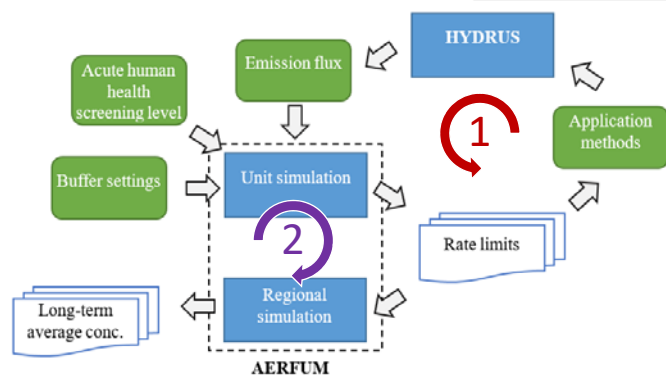 HYDRUS
Emission flux
Acute human
health
screening level
1
Application
methods
Buffer settings
Unit simulation
2
Rate limits
Regional
simulation
Long-term
average conc.
AERFUM